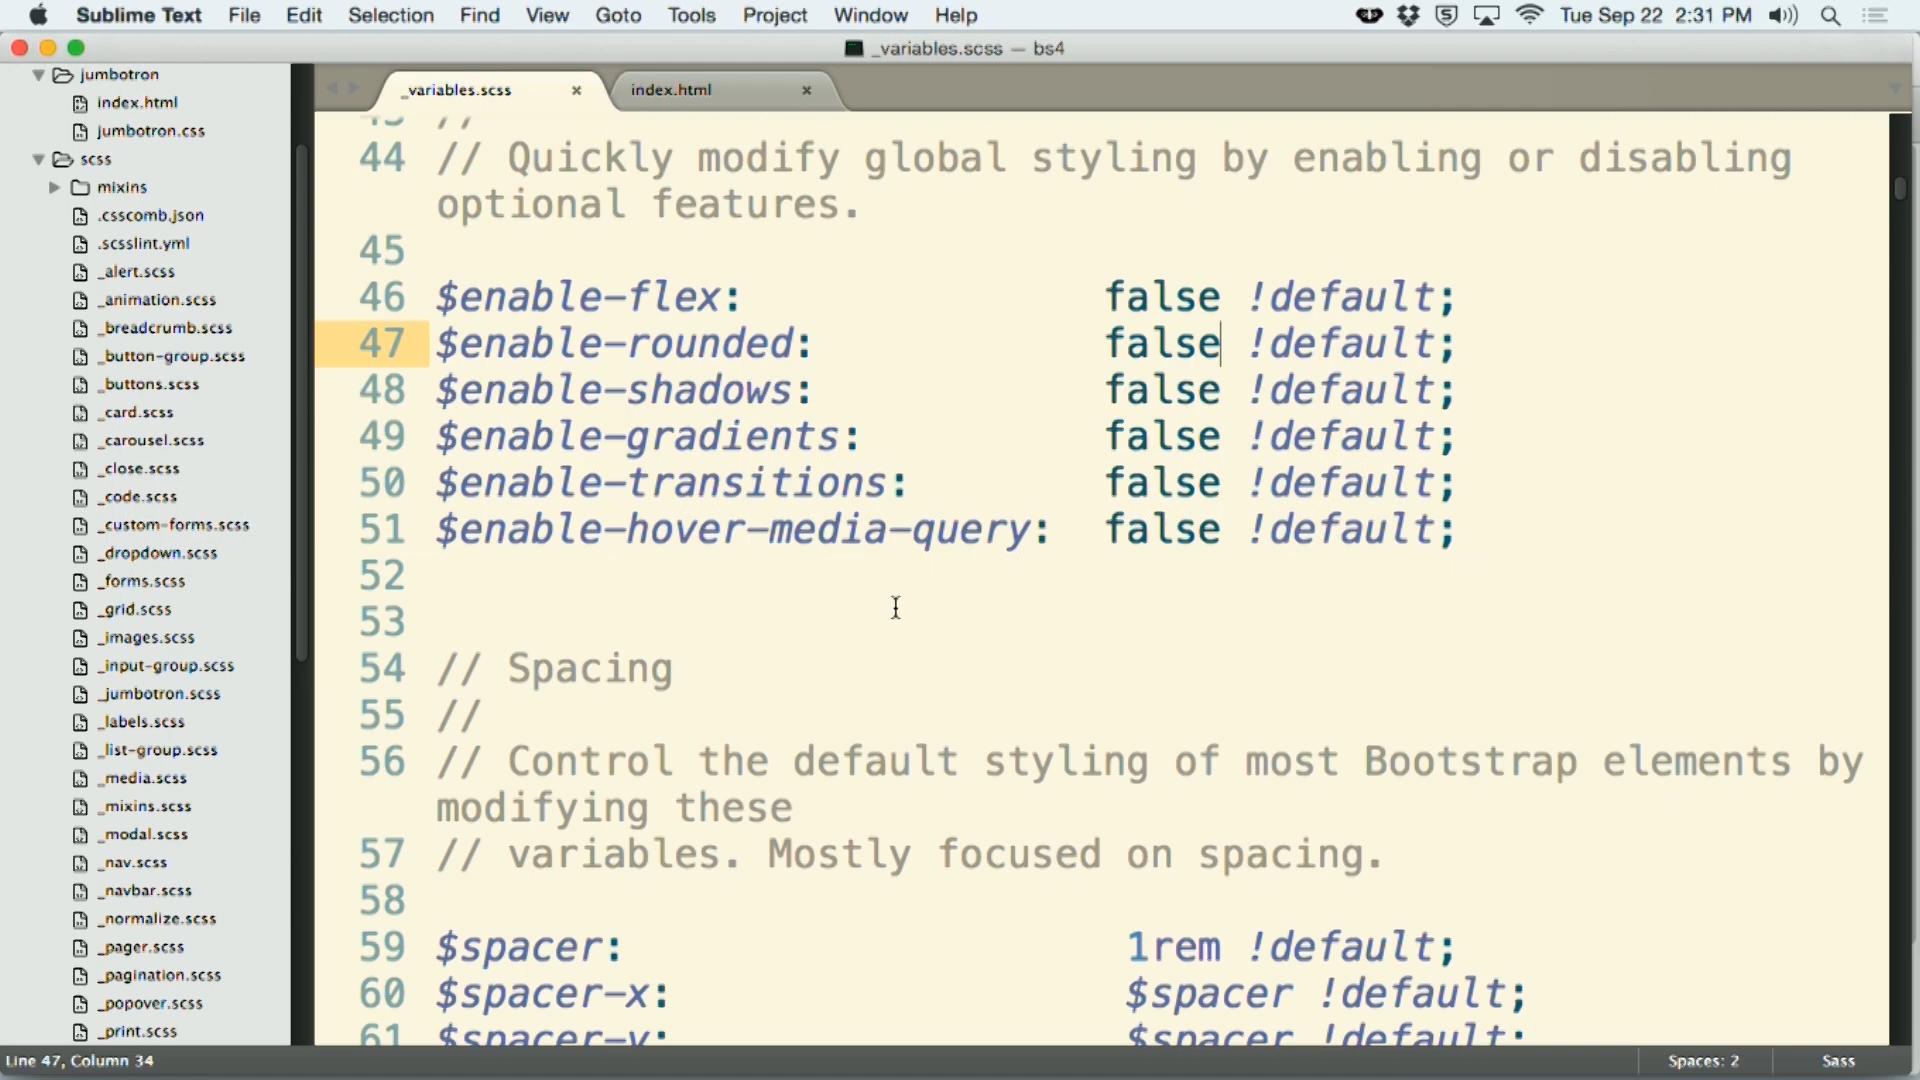 Sublime Text File Edit Selection Find View Goto Tools Project Window Help Tue Sep 22 2:31 PM
_variables.scss — bs4
jumbotron
index.html
jumbotron.css
scss
mixins
.csscomb.json
.scsslint.yml
_alert.scss
_animation.scss
_breadcrumb.scss
_button-group.scss
_buttons.scss
_card.scss
_carousel.scss
_close.scss
_code.scss
_custom-forms.scss
_dropdown.scss
_forms.scss
_grid.scss
_images.scss
_input-group.scss
_jumbotron.scss
_labels.scss
_list-group.scss
_media.scss
_mixins.scss
_modal.scss
_nav.scss
_navbar.scss
_normalize.scss
_pager.scss
_pagination.scss
_popover.scss
_print.scss
_variables.scss × index.html ×
43 //
44 // Quickly modify global styling by enabling or disabling
optional features.
45
46 $enable-flex: false !default;
47 $enable-rounded: false !default;
48 $enable-shadows: false !default;
49 $enable-gradients: false !default;
50 $enable-transitions: false !default;
51 $enable-hover-media-query: false !default;
52
53
54 // Spacing
55 //
56 // Control the default styling of most Bootstrap elements by
modifying these
57 // variables. Mostly focused on spacing.
58
59 $spacer: 1rem !default;
60 $spacer-x: $spacer !default;
61 $spacer-y: $spacer !default;
Line 47, Column 34 Spaces: 2 Sass